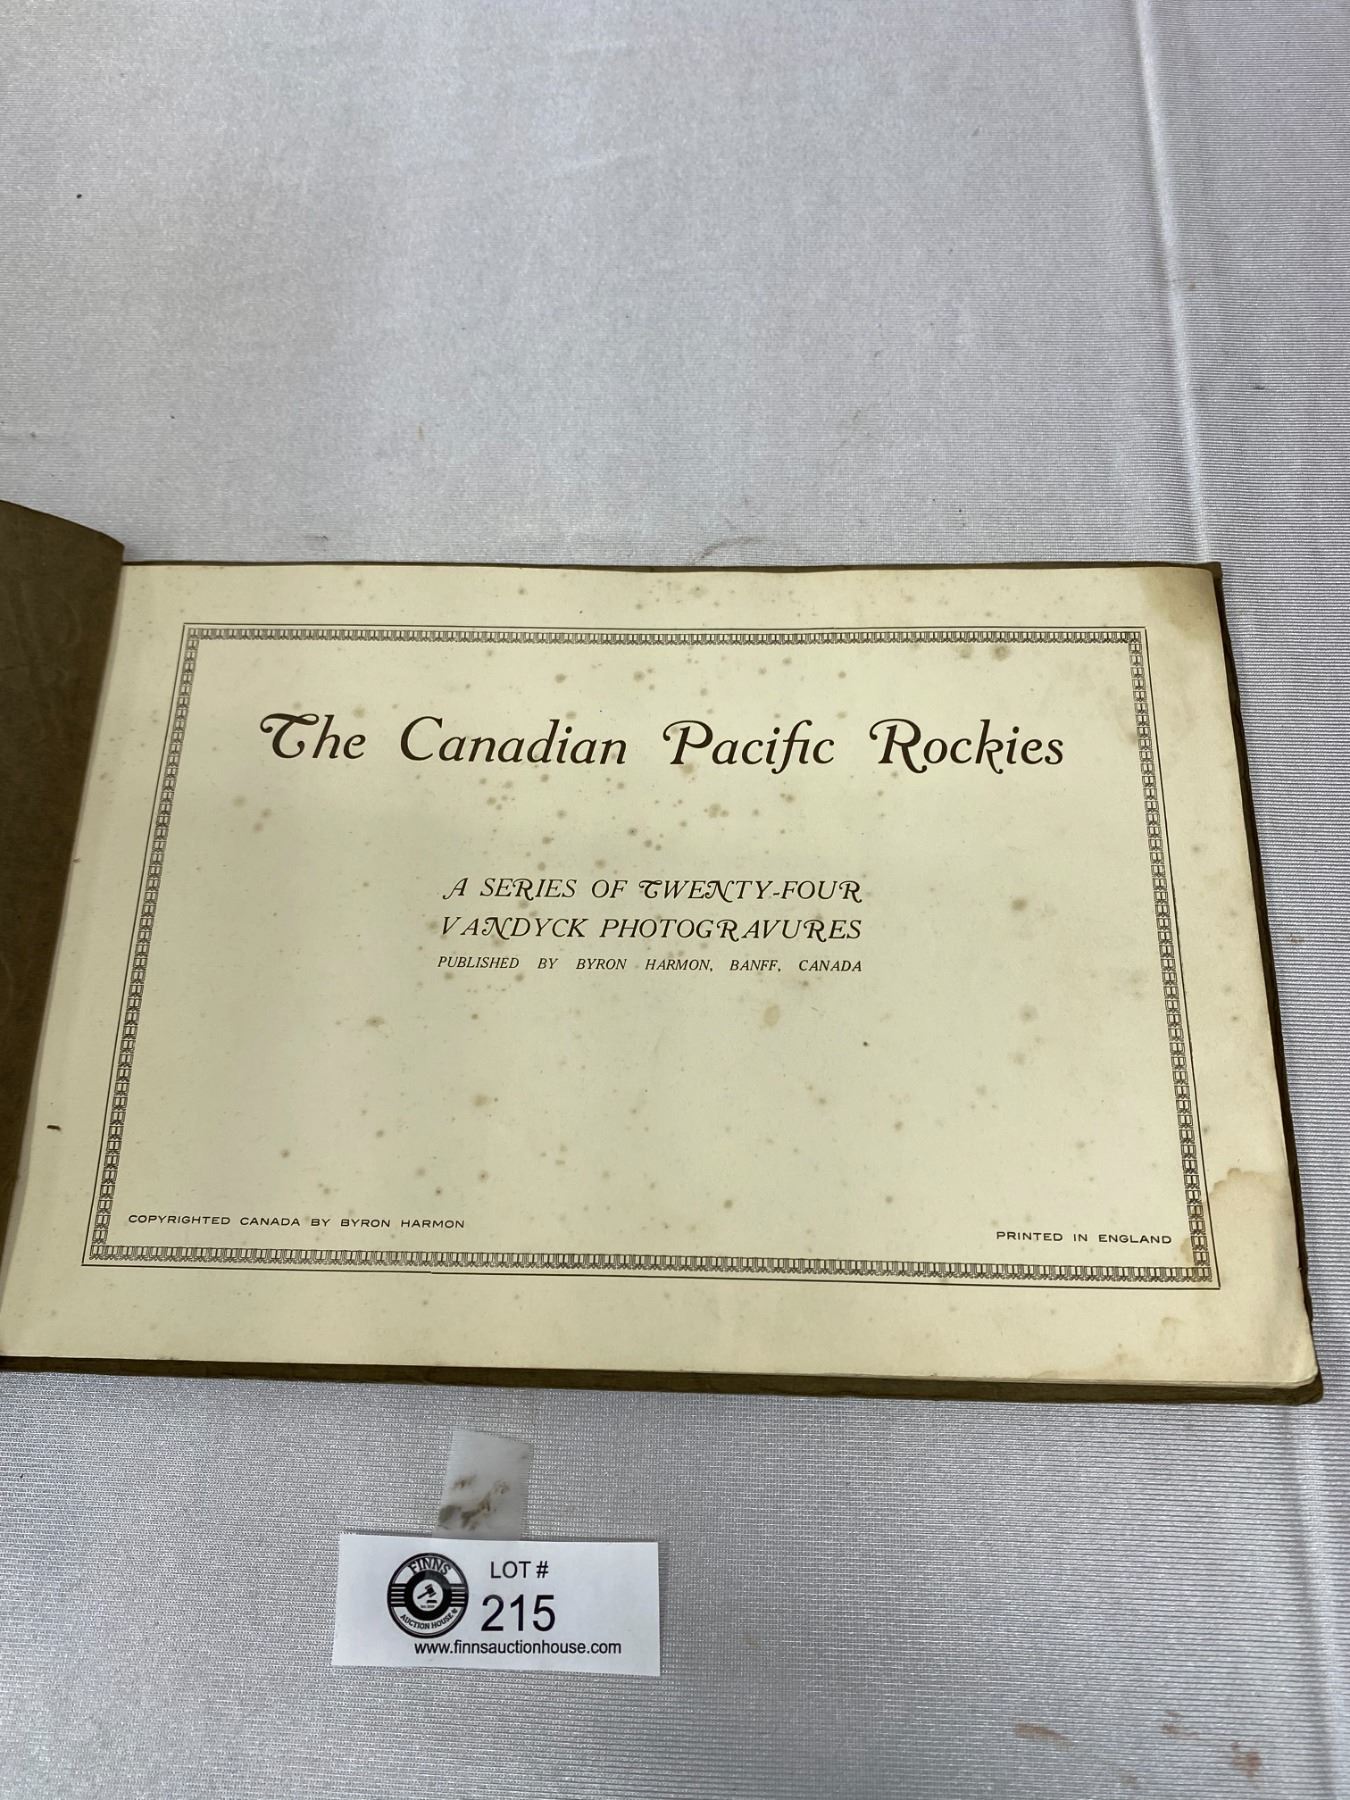 The Canadian Pacific Rockies
A SERIES OF TWENTY-FOUR
VANDYCK PHOTOGRAVURES
PUBLISHED BY BYRON HARMON, BANFF, CANADA
COPYRIGHTED CANADA BY BYRON HARMON
PRINTED IN ENGLAND
FINNS
AUCTION HOUSE
LOT #
215
www.finnsauctionhouse.com